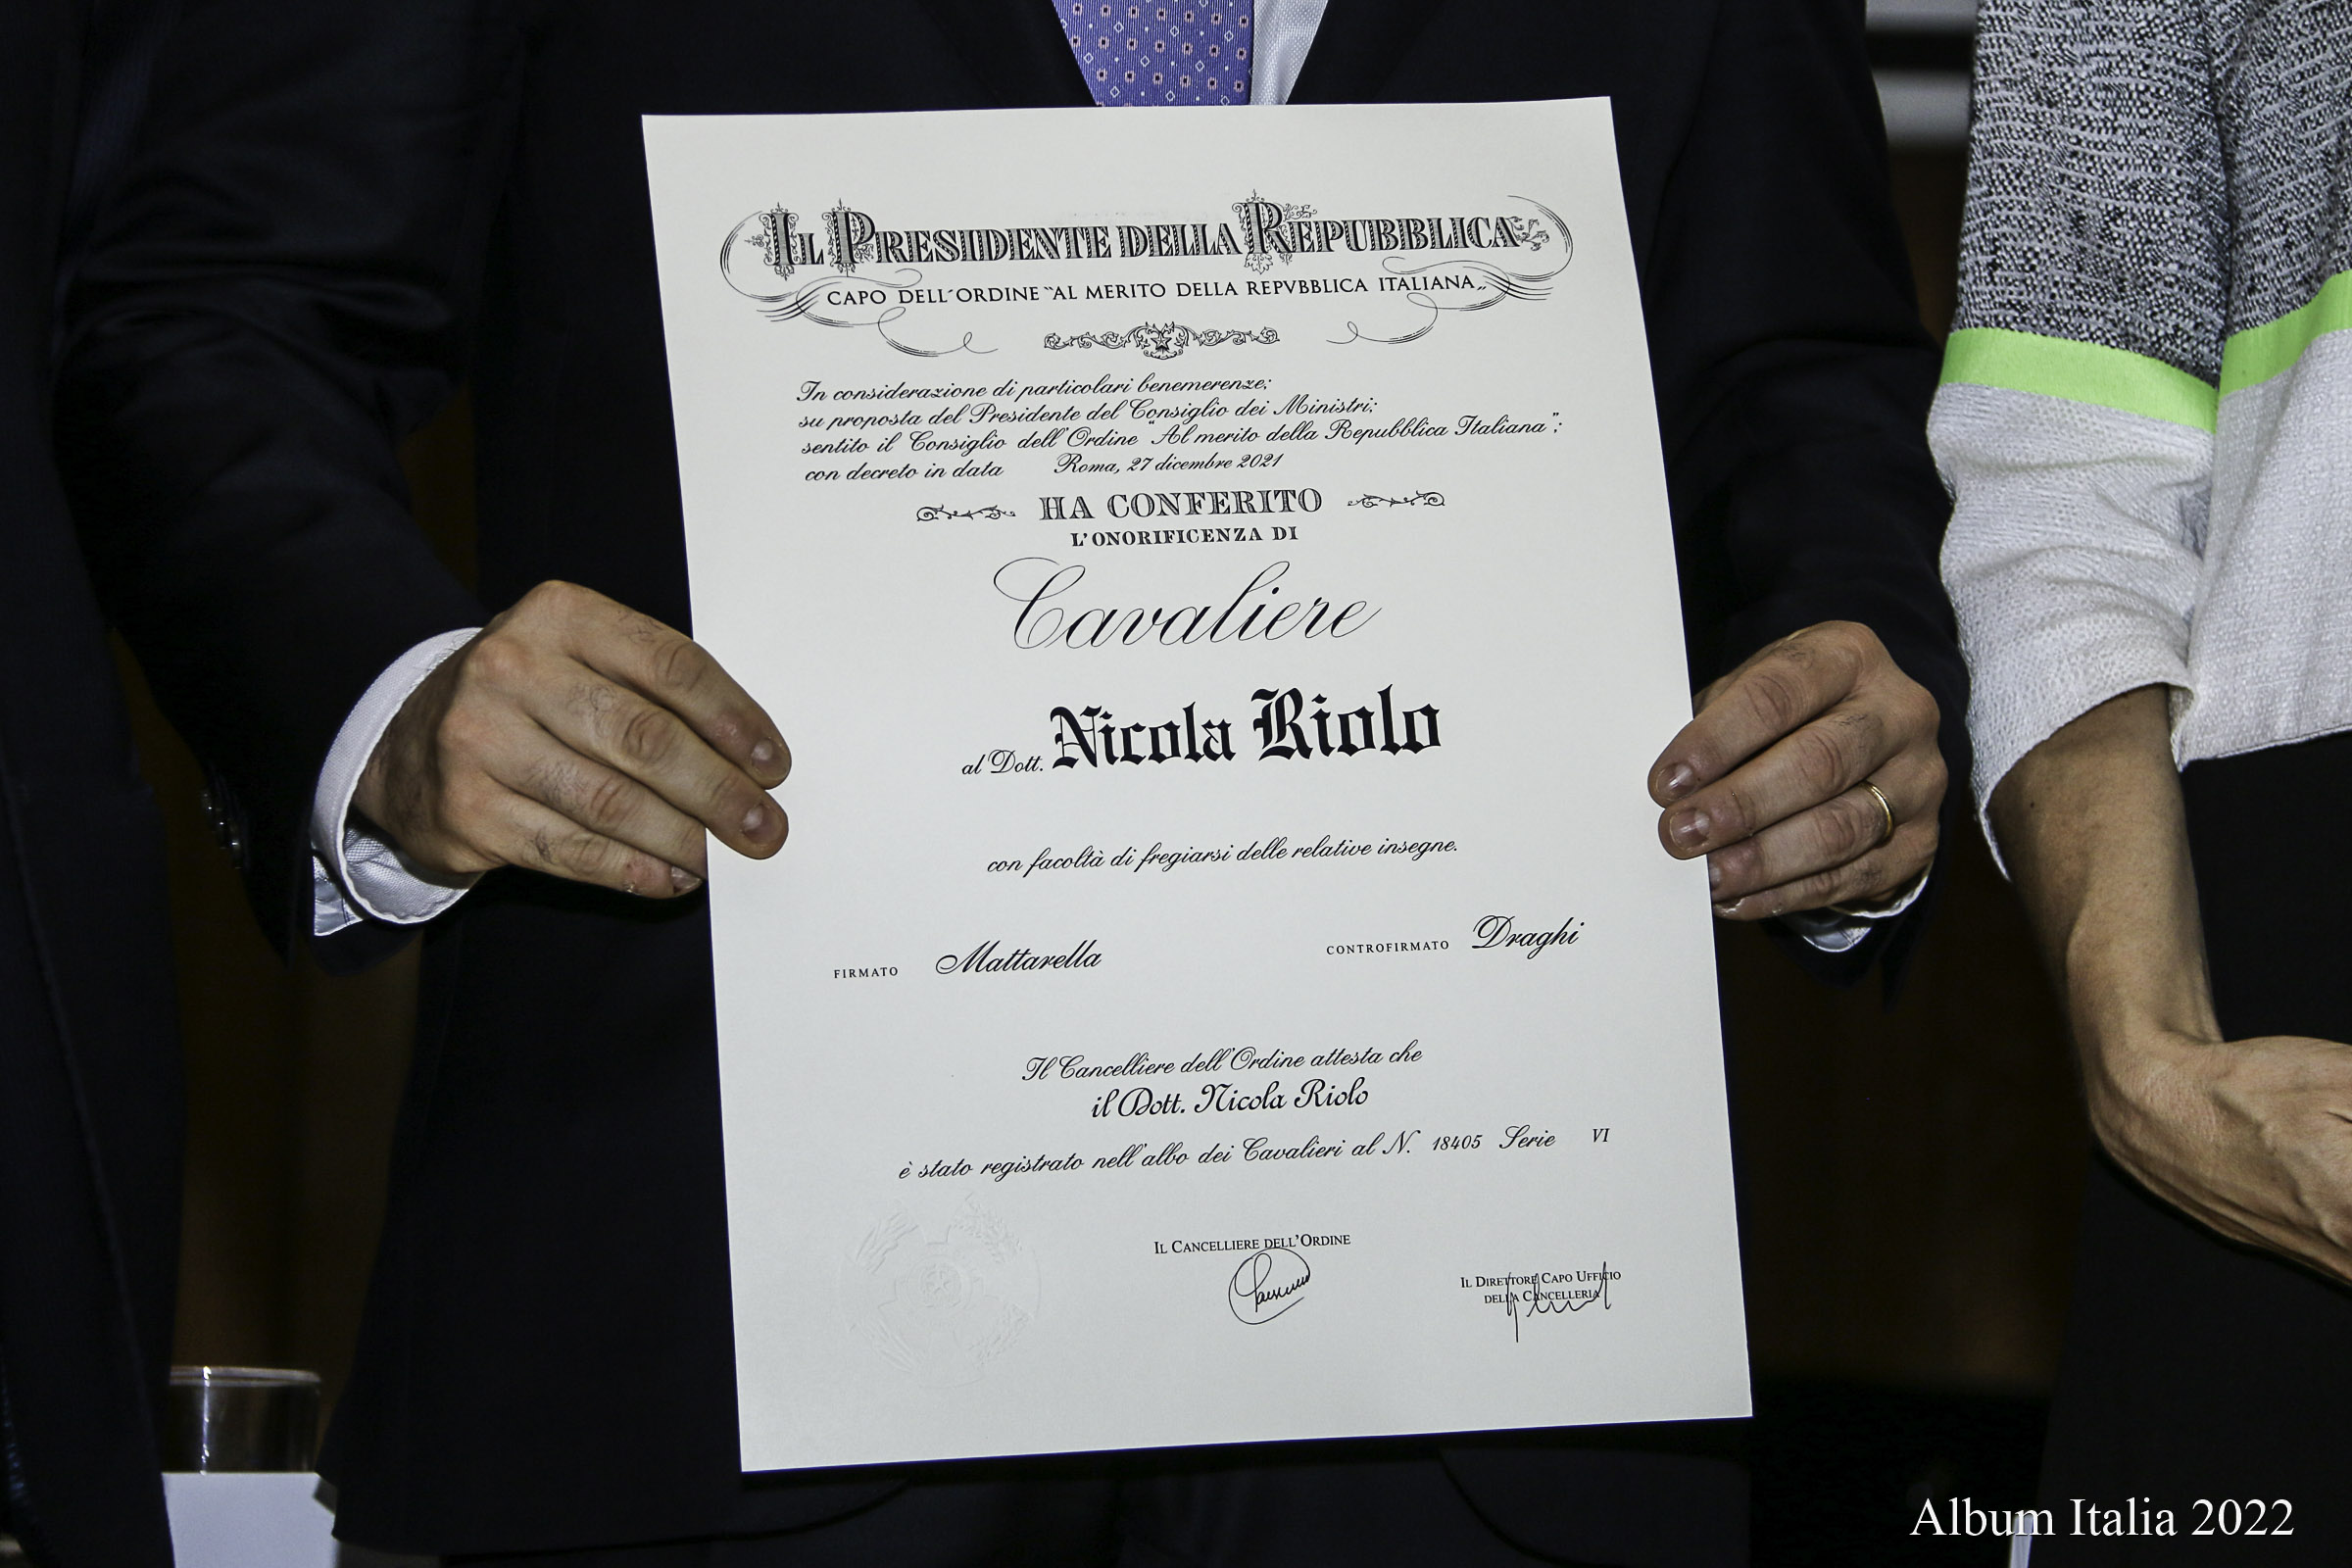 IL PRESIDENTE DELLA REPUBBLICA
CAPO DELL'ORDINE "AL MERITO DELLA REPVBBLICA ITALIANA„
In considerazione di particolari benemerenze;
su proposta del Presidente del Consiglio dei Ministri;
sentito il Consiglio dell'Ordine "Al merito della Repubblica Italiana";
con decreto in data Roma, 27 dicembre 2021
HA CONFERITO
L'ONORIFICENZA DI
Cavaliere
al Dott. Nicola Riolo
con facoltà di fregiarsi delle relative insegne.
FIRMATO Mattarella CONTROFIRMATO Draghi
Il Cancelliere dell'Ordine attesta che
il Dott. Nicola Riolo
è stato registrato nell'albo dei Cavalieri al N. 18405 Serie VI
IL CANCELLIERE DELL'ORDINE
IL DIRETTORE CAPO UFFICIO
DELLA CANCELLERIA
Album Italia 2022